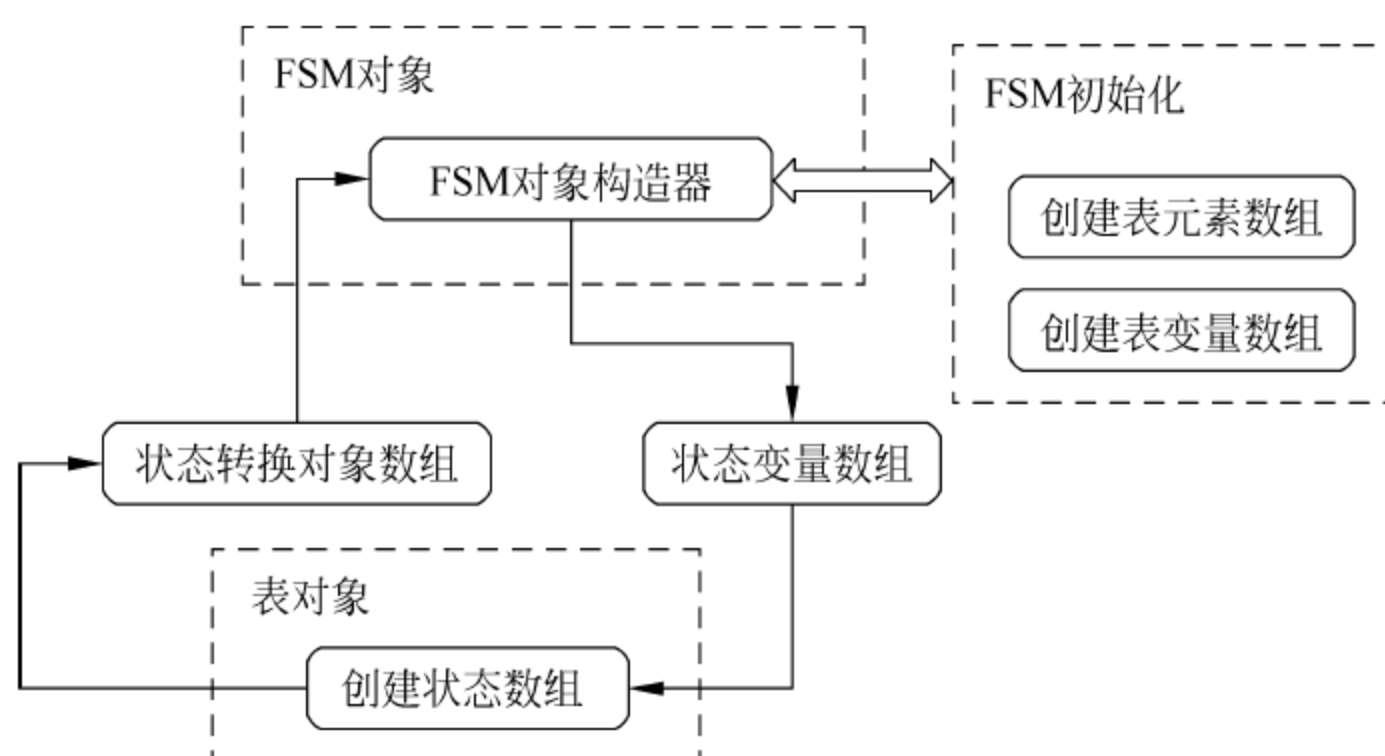 FSM对象
FSM初始化
FSM对象构造器
创建表元素数组
创建表变量数组
状态转换对象数组
状态变量数组
表对象
创建状态数组